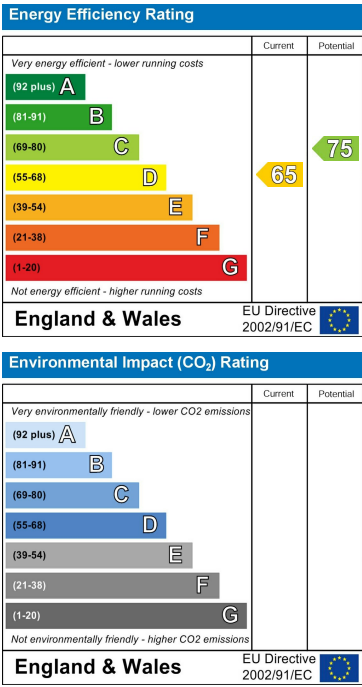 Energy Efficiency Rating
Current Potential
Very energy efficient - lower running costs
(92 plus) A
(81-91) B
(69-80) C
75
(55-68) D
65
(39-54) E
(21-38) F
(1-20) G
Not energy efficient - higher running costs
England & Wales
EU Directive
2002/91/EC
Environmental Impact (CO₂) Rating
Current Potential
Very environmentally friendly - lower CO2 emissions
(92 plus) A
(81-91) B
(69-80) C
(55-68) D
(39-54) E
(21-38) F
(1-20) G
Not environmentally friendly - higher CO2 emissions
England & Wales
EU Directive
2002/91/EC